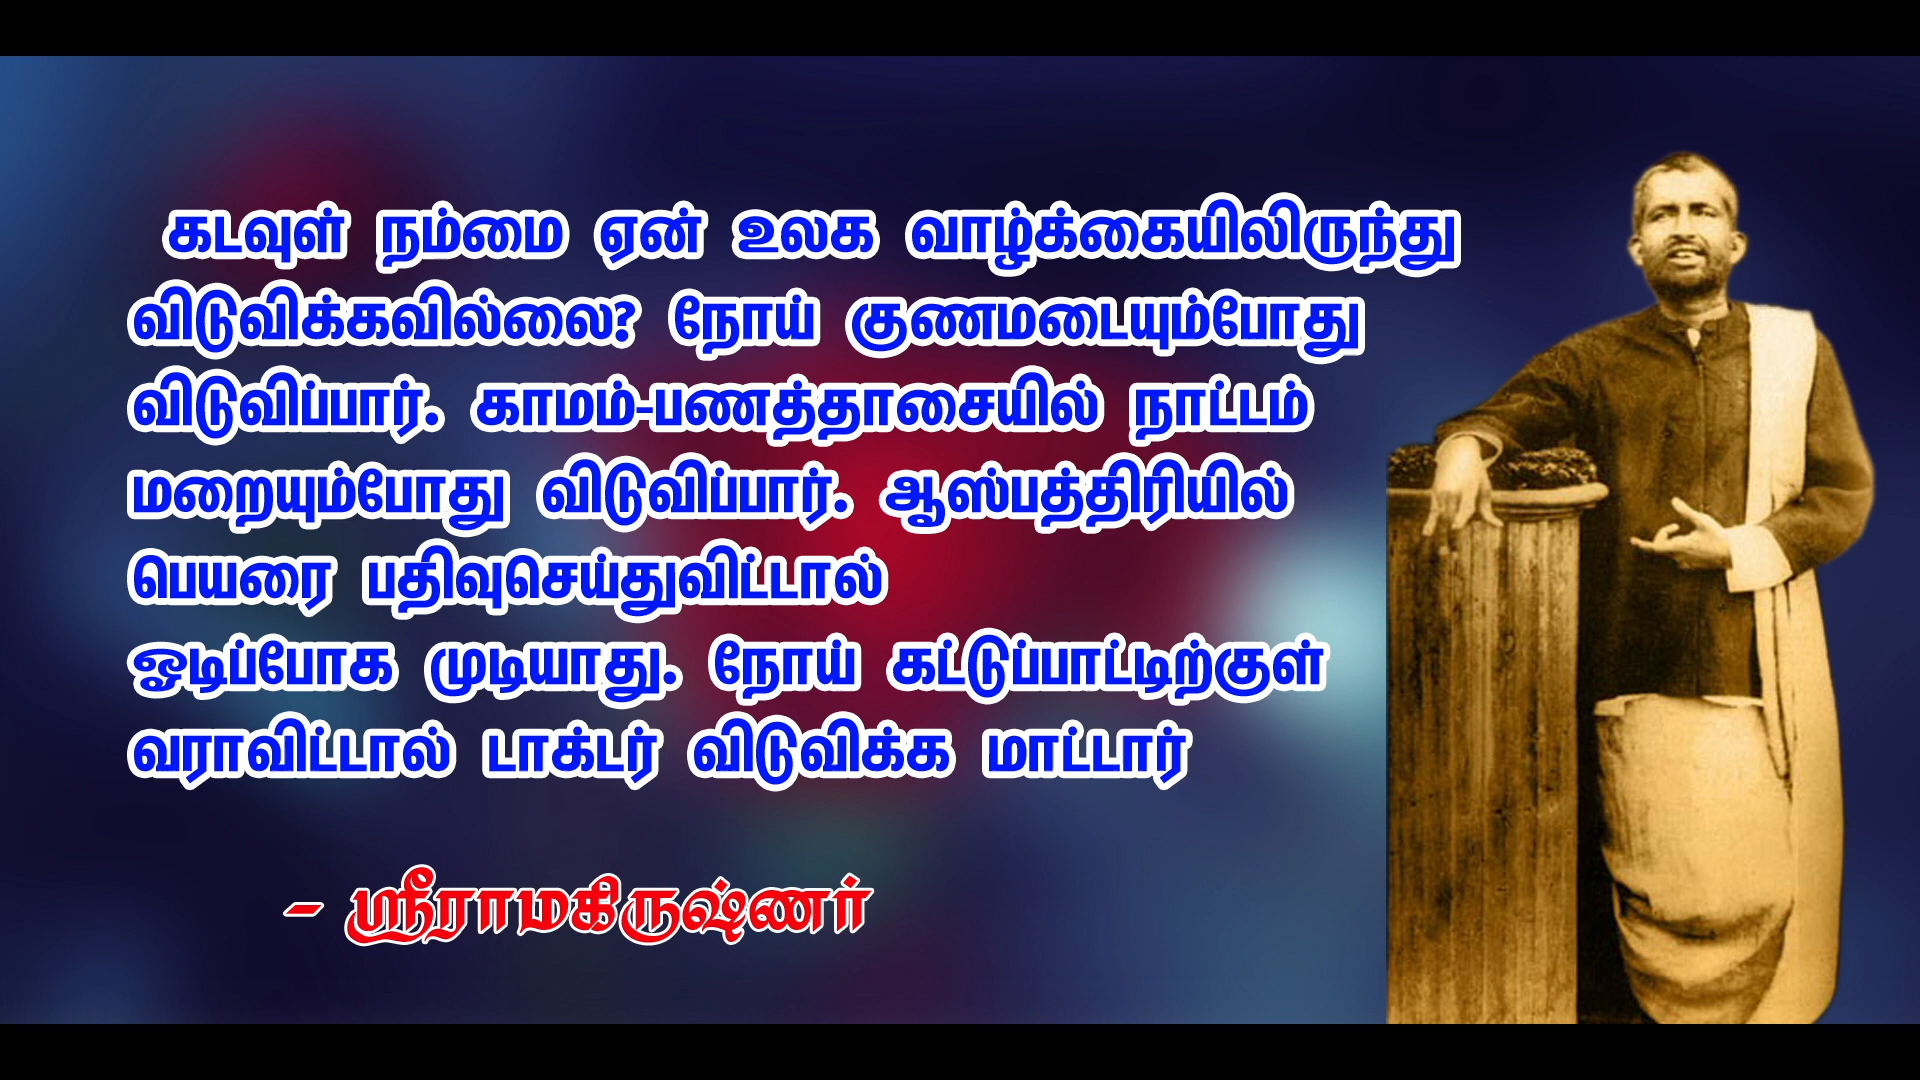 கடவுள் நம்மை ஏன் உலக வாழ்க்கையிலிருந்து
விடுவிக்கவில்லை? நோய் குணமடையும்போது
விடுவிப்பார். காமம்-பணத்தாசையில் நாட்டம்
மறையும்போது விடுவிப்பார். ஆஸ்பத்திரியில்
பெயரை பதிவுசெய்துவிட்டால்
ஓடிப்போக முடியாது. நோய் கட்டுப்பாட்டிற்குள்
வராவிட்டால் டாக்டர் விடுவிக்க மாட்டார்
- ஸ்ரீராமகிருஷ்ணர்